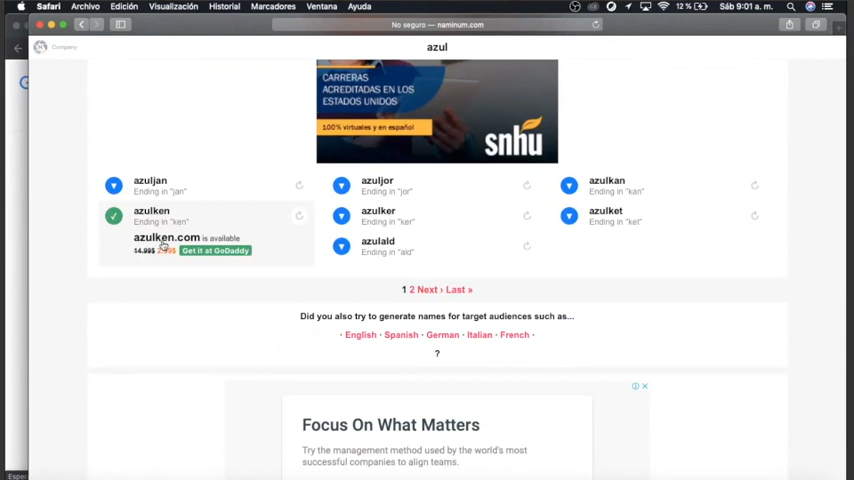 Safari Archivo Edición Visualización Historial Marcadores Ventana Ayuda
12 % Sáb 9:01 a. m.
No seguro — naminum.com
Company
azul
CARRERAS
ACREDITADAS EN LOS
ESTADOS UNIDOS
100% virtuales y en español
snhu
azuljan
Ending in "jan"
azuljor
Ending in "jor"
azulkan
Ending in "kan"
azulken
Ending in "ken"
azulken.com is available
14.99$ 2.99$ Get it at GoDaddy
azulker
Ending in "ker"
azulket
Ending in "ket"
azulald
Ending in "ald"
1 2 Next › Last »
Did you also try to generate names for target audiences such as...
· English · Spanish · German · Italian · French ·
?
Focus On What Matters
Try the management method used by the world's most
successful companies to align teams.
Esper